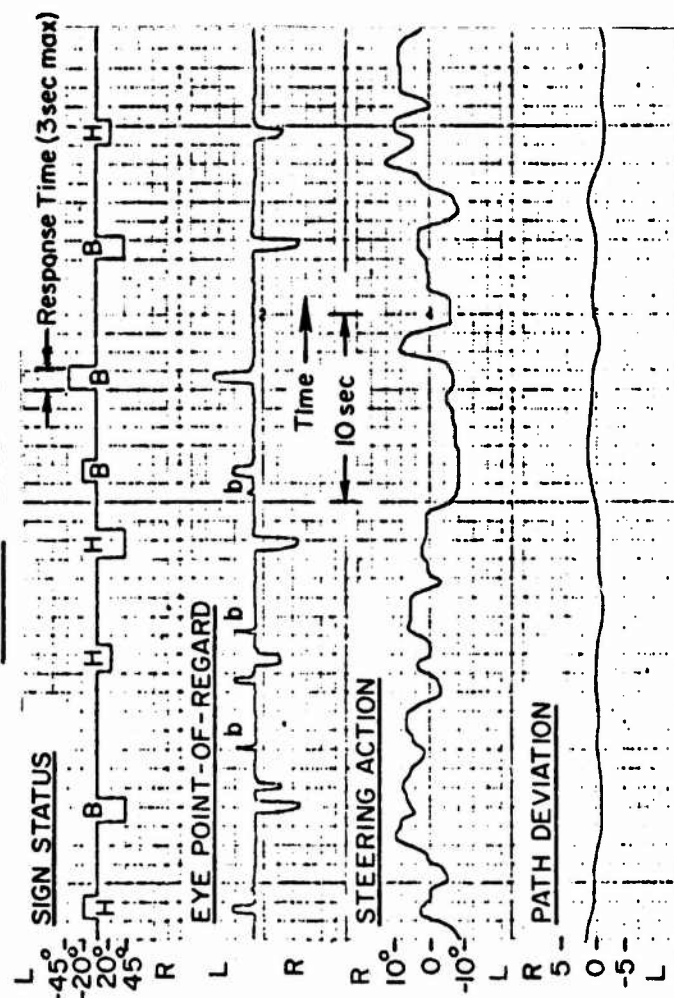 Response Time (3 sec max)
SIGN STATUS
L
-45°
-20°
20°
45°
R
H B H H B B B H
EYE POINT-OF-REGARD
L
R
b b b
Time
10 sec
STEERING ACTION
R
10°
0
-10°
L
PATH DEVIATION
R
5
0
-5
L